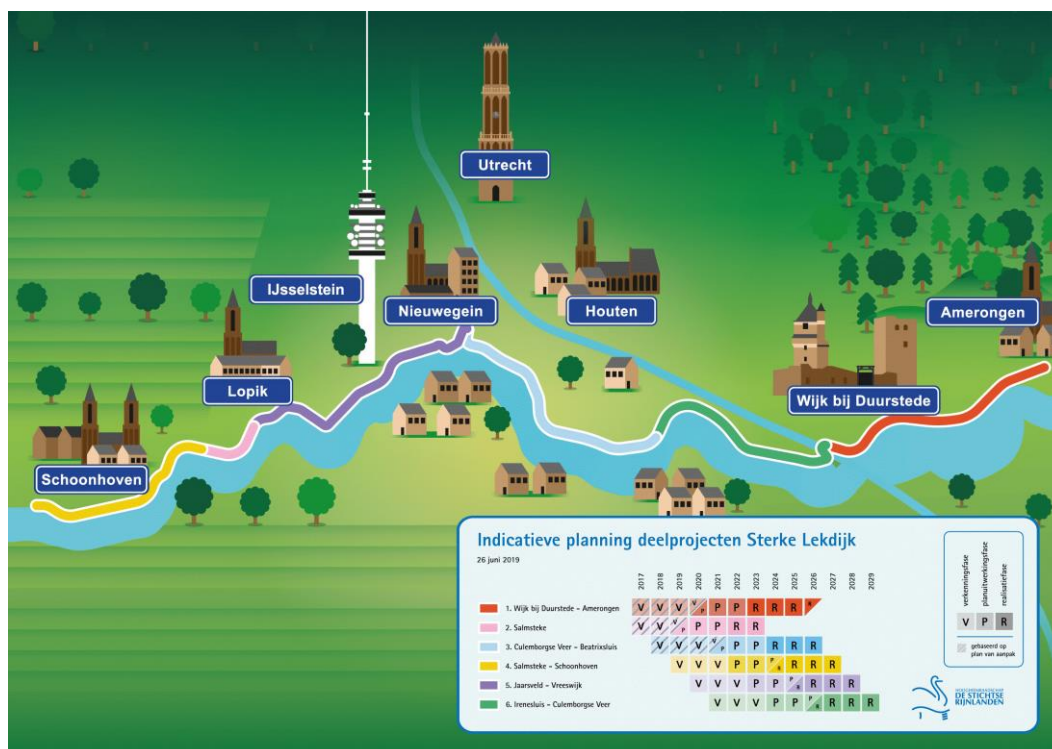 Utrecht
IJsselstein
Nieuwegein
Houten
Amerongen
Lopik
Wijk bij Duurstede
Schoonhoven
Indicatieve planning deelprojecten Sterke Lekdijk
26 juni 2019
2017 2018 2019 2020 2021 2022 2023 2024 2025 2026 2027 2028 2029
1. Wijk bij Duurstede - Amerongen V V V V P P P R R R R
2. Salmsteke V V V P P P R R
3. Culemborgse Veer - Beatrixsluis V V V V P P P R R R
4. Salmsteke - Schoonhoven V V V P P P R R R R
5. Jaarsveld - Vreeswijk V V V P P P R R R R
6. Irenesluis - Culemborgse Veer V V V P P P R R R R
verkenningsfase
planuitwerkingsfase
realisatiefase
V P R
gebaseerd op
plan van aanpak
HOOGHEEMRAADSCHAP
DE STICHTSE
RIJNLANDEN